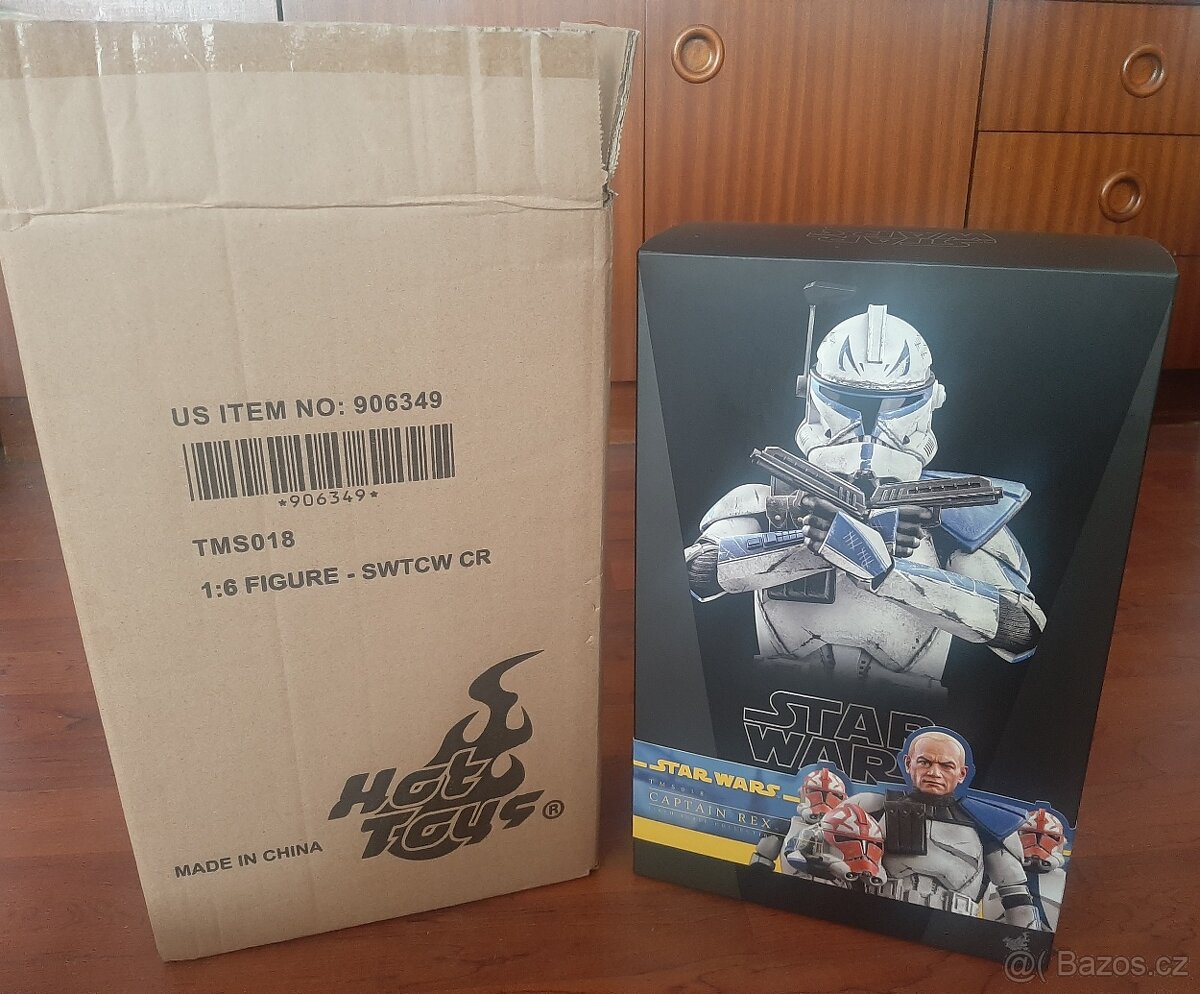 US ITEM NO: 906349
*906349*
TMS018
1:6 FIGURE - SWTCW CR
Hot
Toys®
MADE IN CHINA
STAR
WARS
STAR WARS
TMS018
CAPTAIN REX
@( Bazos.cz